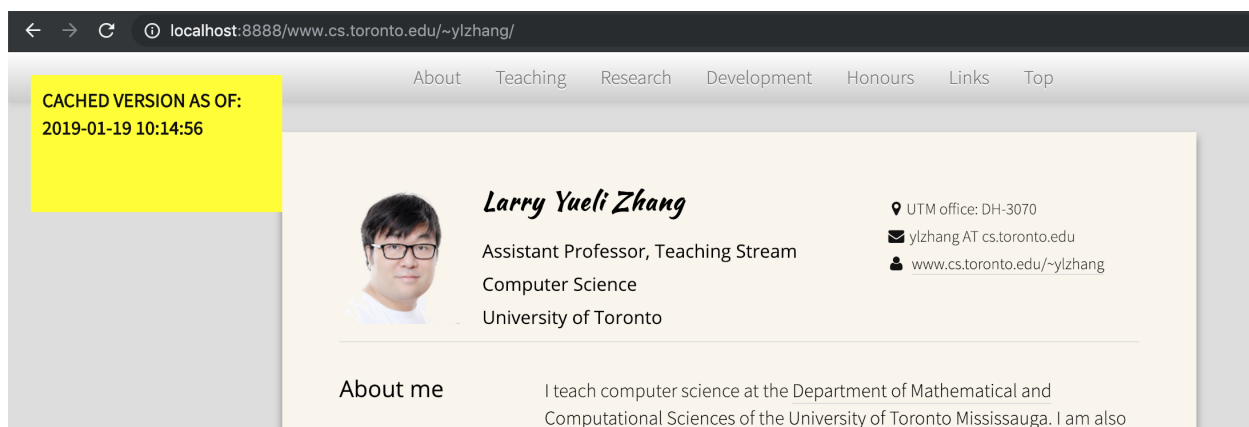 localhost:8888/www.cs.toronto.edu/~ylzhang/
About Teaching Research Development Honours Links Top
CACHED VERSION AS OF:
2019-01-19 10:14:56
Larry Yueli Zhang
Assistant Professor, Teaching Stream
Computer Science
University of Toronto
UTM office: DH-3070
ylzhang AT cs.toronto.edu
www.cs.toronto.edu/~ylzhang
About me
I teach computer science at the Department of Mathematical and
Computational Sciences of the University of Toronto Mississauga. I am also